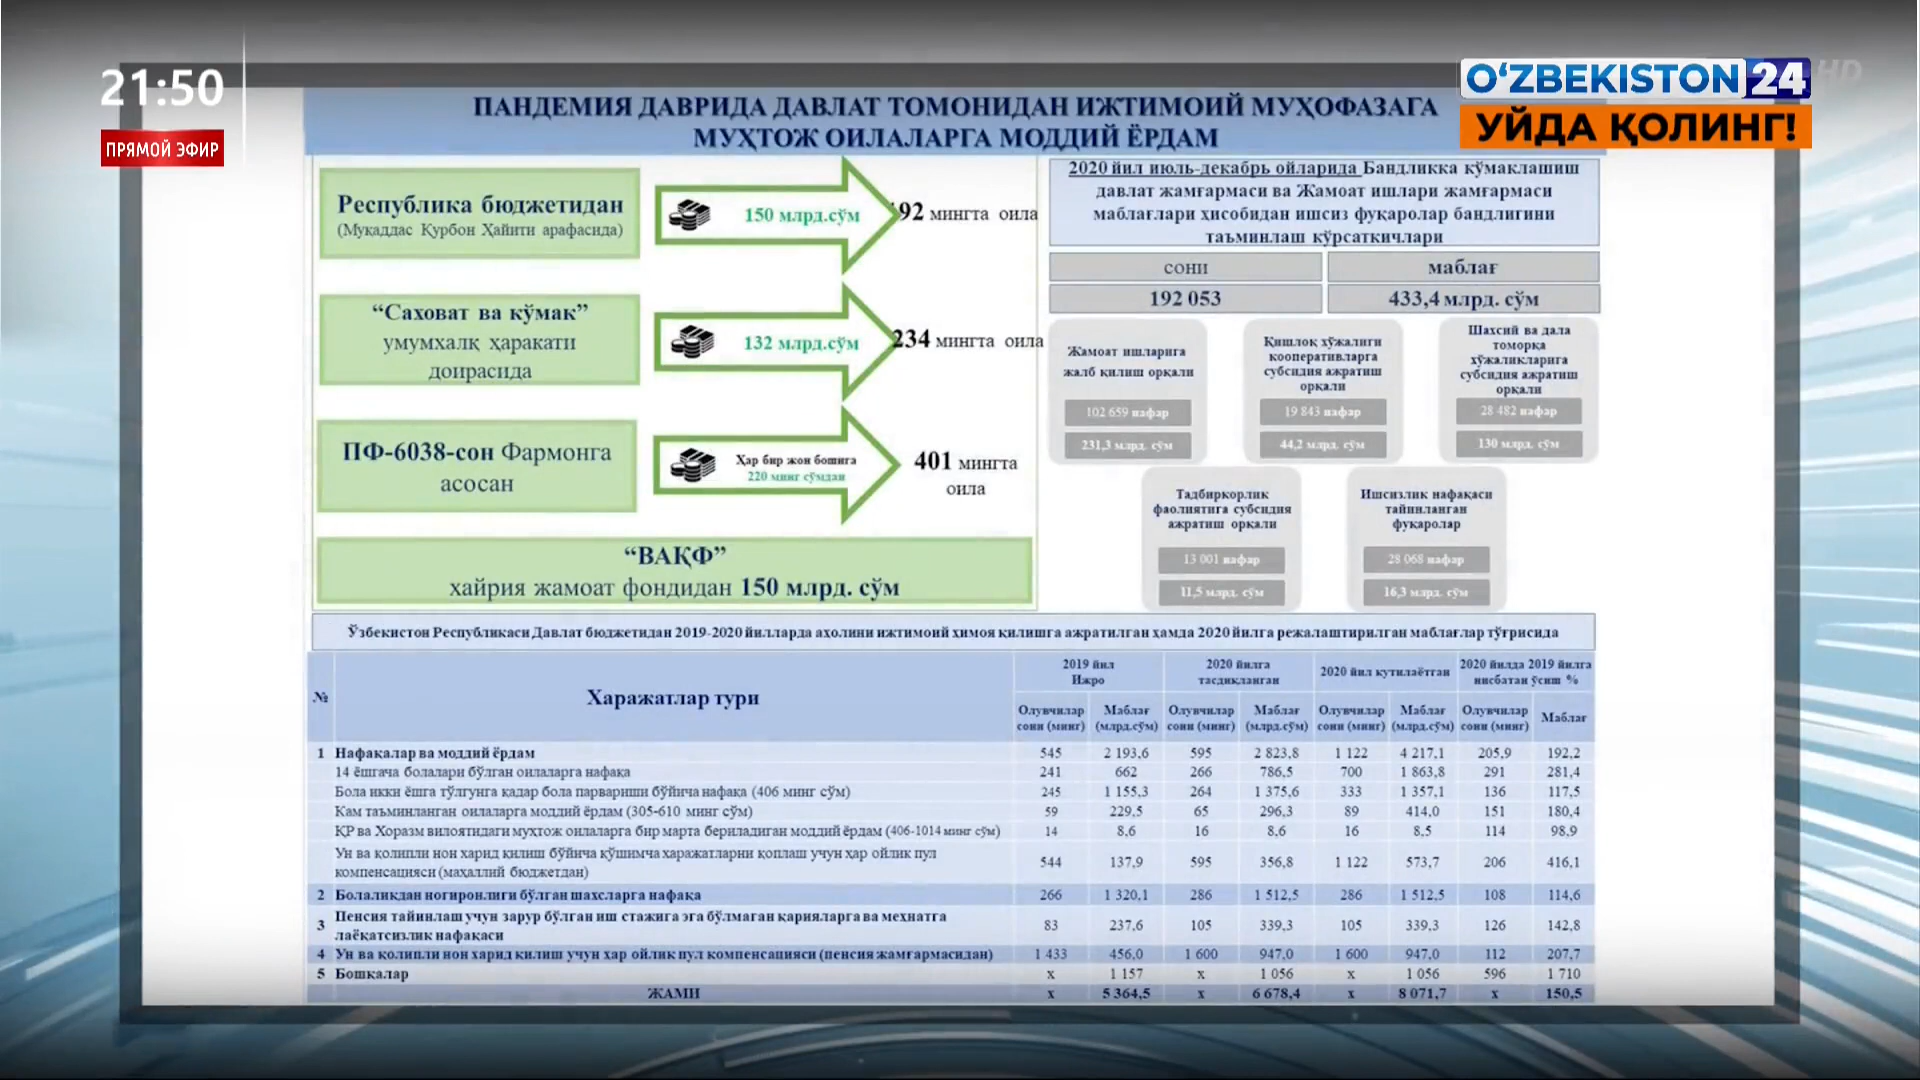 21:50
ПРЯМОЙ ЭФИР
O‘ZBEKISTON 24
HD
УЙДА ҚОЛИНГ!
ПАНДЕМИЯ ДАВРИДА ДАВЛАТ ТОМОНИДАН ИЖТИМОИЙ МУҲОФАЗАГА
МУҲТОЖ ОИЛАЛАРГА МОДДИЙ ЁРДАМ
Республика бюджетидан
(Муқаддас Қурбон Ҳайити арафасида)
150 млрд.сўм
92 мингта оила
“Саховат ва кўмак”
умумхалқ ҳаракати
доирасида
132 млрд.сўм
234 мингта оила
ПФ-6038-сон Фармонга
асосан
Ҳар бир жон бошига
220 минг сўмдан
401 мингта
оила
“ВАҚФ”
хайрия жамоат фондидан 150 млрд. сўм
2020 йил июль-декабрь ойларида Бандликка кўмаклашиш
давлат жамғармаси ва Жамоат ишлари жамғармаси
маблағлари ҳисобидан ишсиз фуқаролар бандлигини
таъминлаш кўрсаткичлари
сони маблағ
192 053 433,4 млрд. сўм
Жамоат ишларига
жалб қилиш орқали
102 659 нафар
231,3 млрд. сўм
Қишлоқ хўжалиги
кооперативларга
субсидия ажратиш
орқали
19 843 нафар
44,2 млрд. сўм
Шахсий ва дала
томорқа
хўжаликларига
субсидия ажратиш
орқали
28 482 нафар
130 млрд. сўм
Тадбиркорлик
фаолиятига субсидия
ажратиш орқали
13 001 нафар
11,5 млрд. сўм
Ишсизлик нафақаси
тайинланган
фуқаролар
28 068 нафар
16,3 млрд. сўм
Ўзбекистон Республикаси Давлат бюджетидан 2019-2020 йилларда аҳолини ижтимоий ҳимоя қилишга ажратилган ҳамда 2020 йилга режалаштирилган маблағлар тўғрисида
№ Харажатлар тури
2019 йил
Ижро
2020 йилга
тасдиқланган
2020 йил кутилаётган
2020 йилда 2019 йилга
нисбатан ўсиш %
Олувчилар Маблағ Олувчилар Маблағ Олувчилар Маблағ Олувчилар Маблағ
сони (минг) (млрд.сўм) сони (минг) (млрд.сўм) сони (минг) (млрд.сўм) сони (минг)
1 Нафақалар ва моддий ёрдам 545 2 193,6 595 2 823,8 1 122 4 217,1 205,9 192,2
14 ёшгача болалари бўлган оилаларга нафақа 241 662 266 786,5 700 1 863,8 291 281,4
Бола икки ёшга тўлгунга қадар бола парвариши бўйича нафақа (406 минг сўм) 245 1 155,3 264 1 375,6 333 1 357,1 136 117,5
Кам таъминланган оилаларга моддий ёрдам (305-610 минг сўм) 59 229,5 65 296,3 89 414,0 151 180,4
ҚР ва Хоразм вилоятидаги муҳтож оилаларга бир марта бериладиган моддий ёрдам (406-1014 минг сўм) 14 8,6 16 8,6 16 8,5 114 98,9
Ун ва қолипли нон харид қилиш бўйича қўшимча харажатларни қоплаш учун ҳар ойлик пул
компенсацияси (маҳаллий бюджетдан) 544 137,9 595 356,8 1 122 573,7 206 416,1
2 Болаликдан ногиронлиги бўлган шахсларга нафақа 266 1 320,1 286 1 512,5 286 1 512,5 108 114,6
3 Пенсия тайинлаш учун зарур бўлган иш стажига эга бўлмаган қарияларга ва меҳнатга
лаёқатсизлик нафақаси 83 237,6 105 339,3 105 339,3 126 142,8
4 Ун ва қолипли нон харид қилиш учун ҳар ойлик пул компенсацияси (пенсия жамғармасидан) 1 433 456,0 1 600 947,0 1 600 947,0 112 207,7
5 Бошқалар х 1 157 х 1 056 х 1 056 596 1 710
ЖАМИ х 5 364,5 х 6 678,4 х 8 071,7 х 150,5